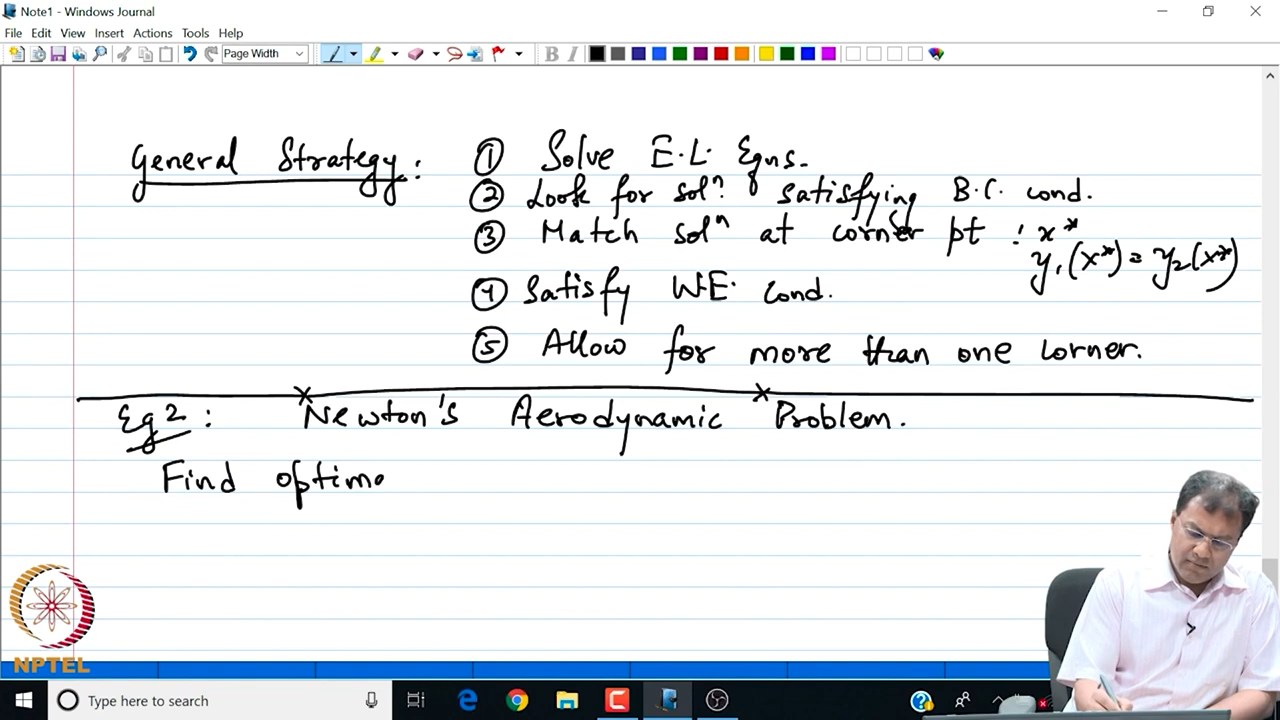 Note1 - Windows Journal
File Edit View Insert Actions Tools Help
Page Width
General Strategy : ① Solve E.L. Eqns.
② Look for solⁿ satisfying B.C. cond.
③ Match solⁿ at corner pt : x*
y₁(x*) = y₂(x*)
④ Satisfy W.E. cond.
⑤ Allow for more than one corner.
Eg 2 : Newton's Aerodynamic Problem.
Find optima
NPTEL
Type here to search